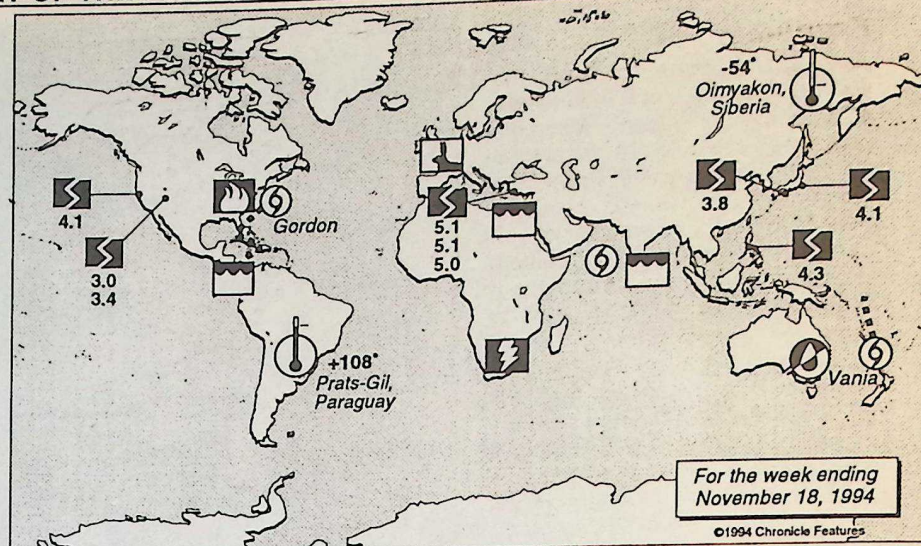 -54°
Oimyakon,
Siberia
4.1
Gordon
3.8
4.1
3.0
3.4
5.1
5.1
5.0
4.3
+108°
Prats-Gil,
Paraguay
Vania
For the week ending
November 18, 1994
©1994 Chronicle Features